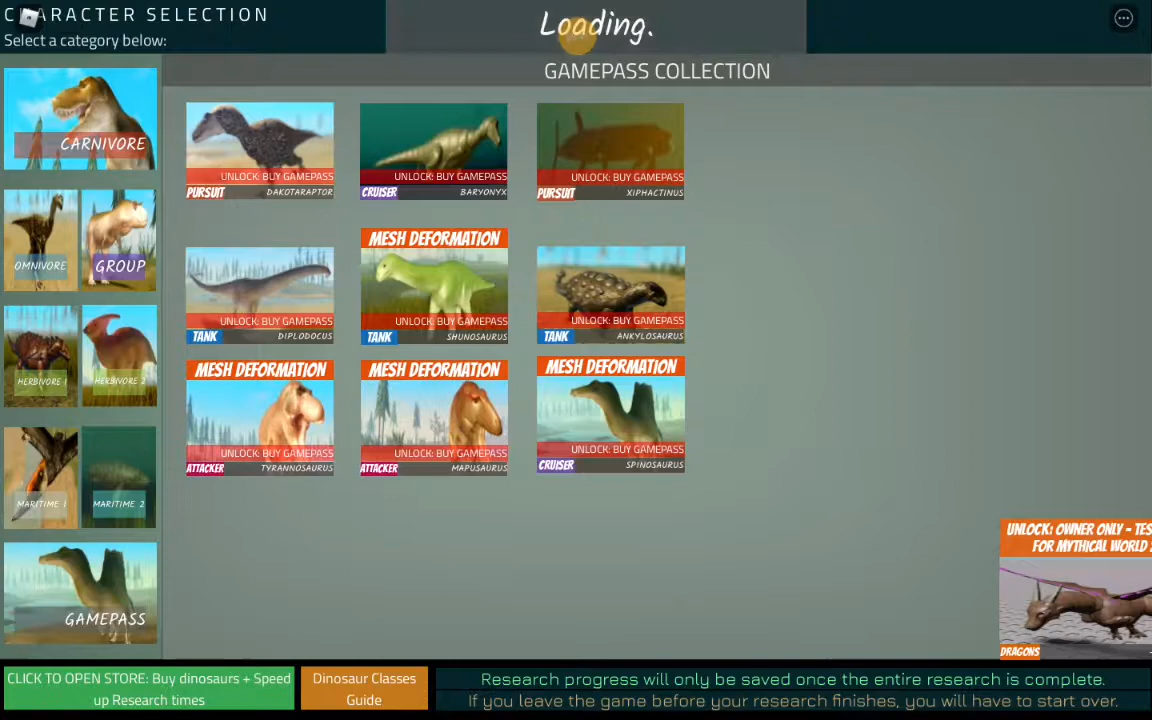 CHARACTER SELECTION
Select a category below:
Loading.
GAMEPASS COLLECTION
CARNIVORE
OMNIVORE
GROUP
HERBIVORE 1
HERBIVORE 2
MARITIME 1
MARITIME 2
GAMEPASS
UNLOCK: BUY GAMEPASS
PURSUIT DAKOTARAPTOR
UNLOCK: BUY GAMEPASS
CRUISER BARYONYX
UNLOCK: BUY GAMEPASS
PURSUIT XIPHACTINUS
UNLOCK: BUY GAMEPASS
TANK DIPLODOCUS
MESH DEFORMATION
UNLOCK: BUY GAMEPASS
TANK SHUNOSAURUS
UNLOCK: BUY GAMEPASS
TANK ANKYLOSAURUS
MESH DEFORMATION
UNLOCK: BUY GAMEPASS
ATTACKER TYRANNOSAURUS
MESH DEFORMATION
UNLOCK: BUY GAMEPASS
ATTACKER MAPUSAURUS
MESH DEFORMATION
UNLOCK: BUY GAMEPASS
CRUISER SPINOSAURUS
UNLOCK: OWNER ONLY - TES
FOR MYTHICAL WORLD
DRAGONS
CLICK TO OPEN STORE: Buy dinosaurs + Speed
up Research times
Dinosaur Classes
Guide
Research progress will only be saved once the entire research is complete.
If you leave the game before your research finishes, you will have to start over.